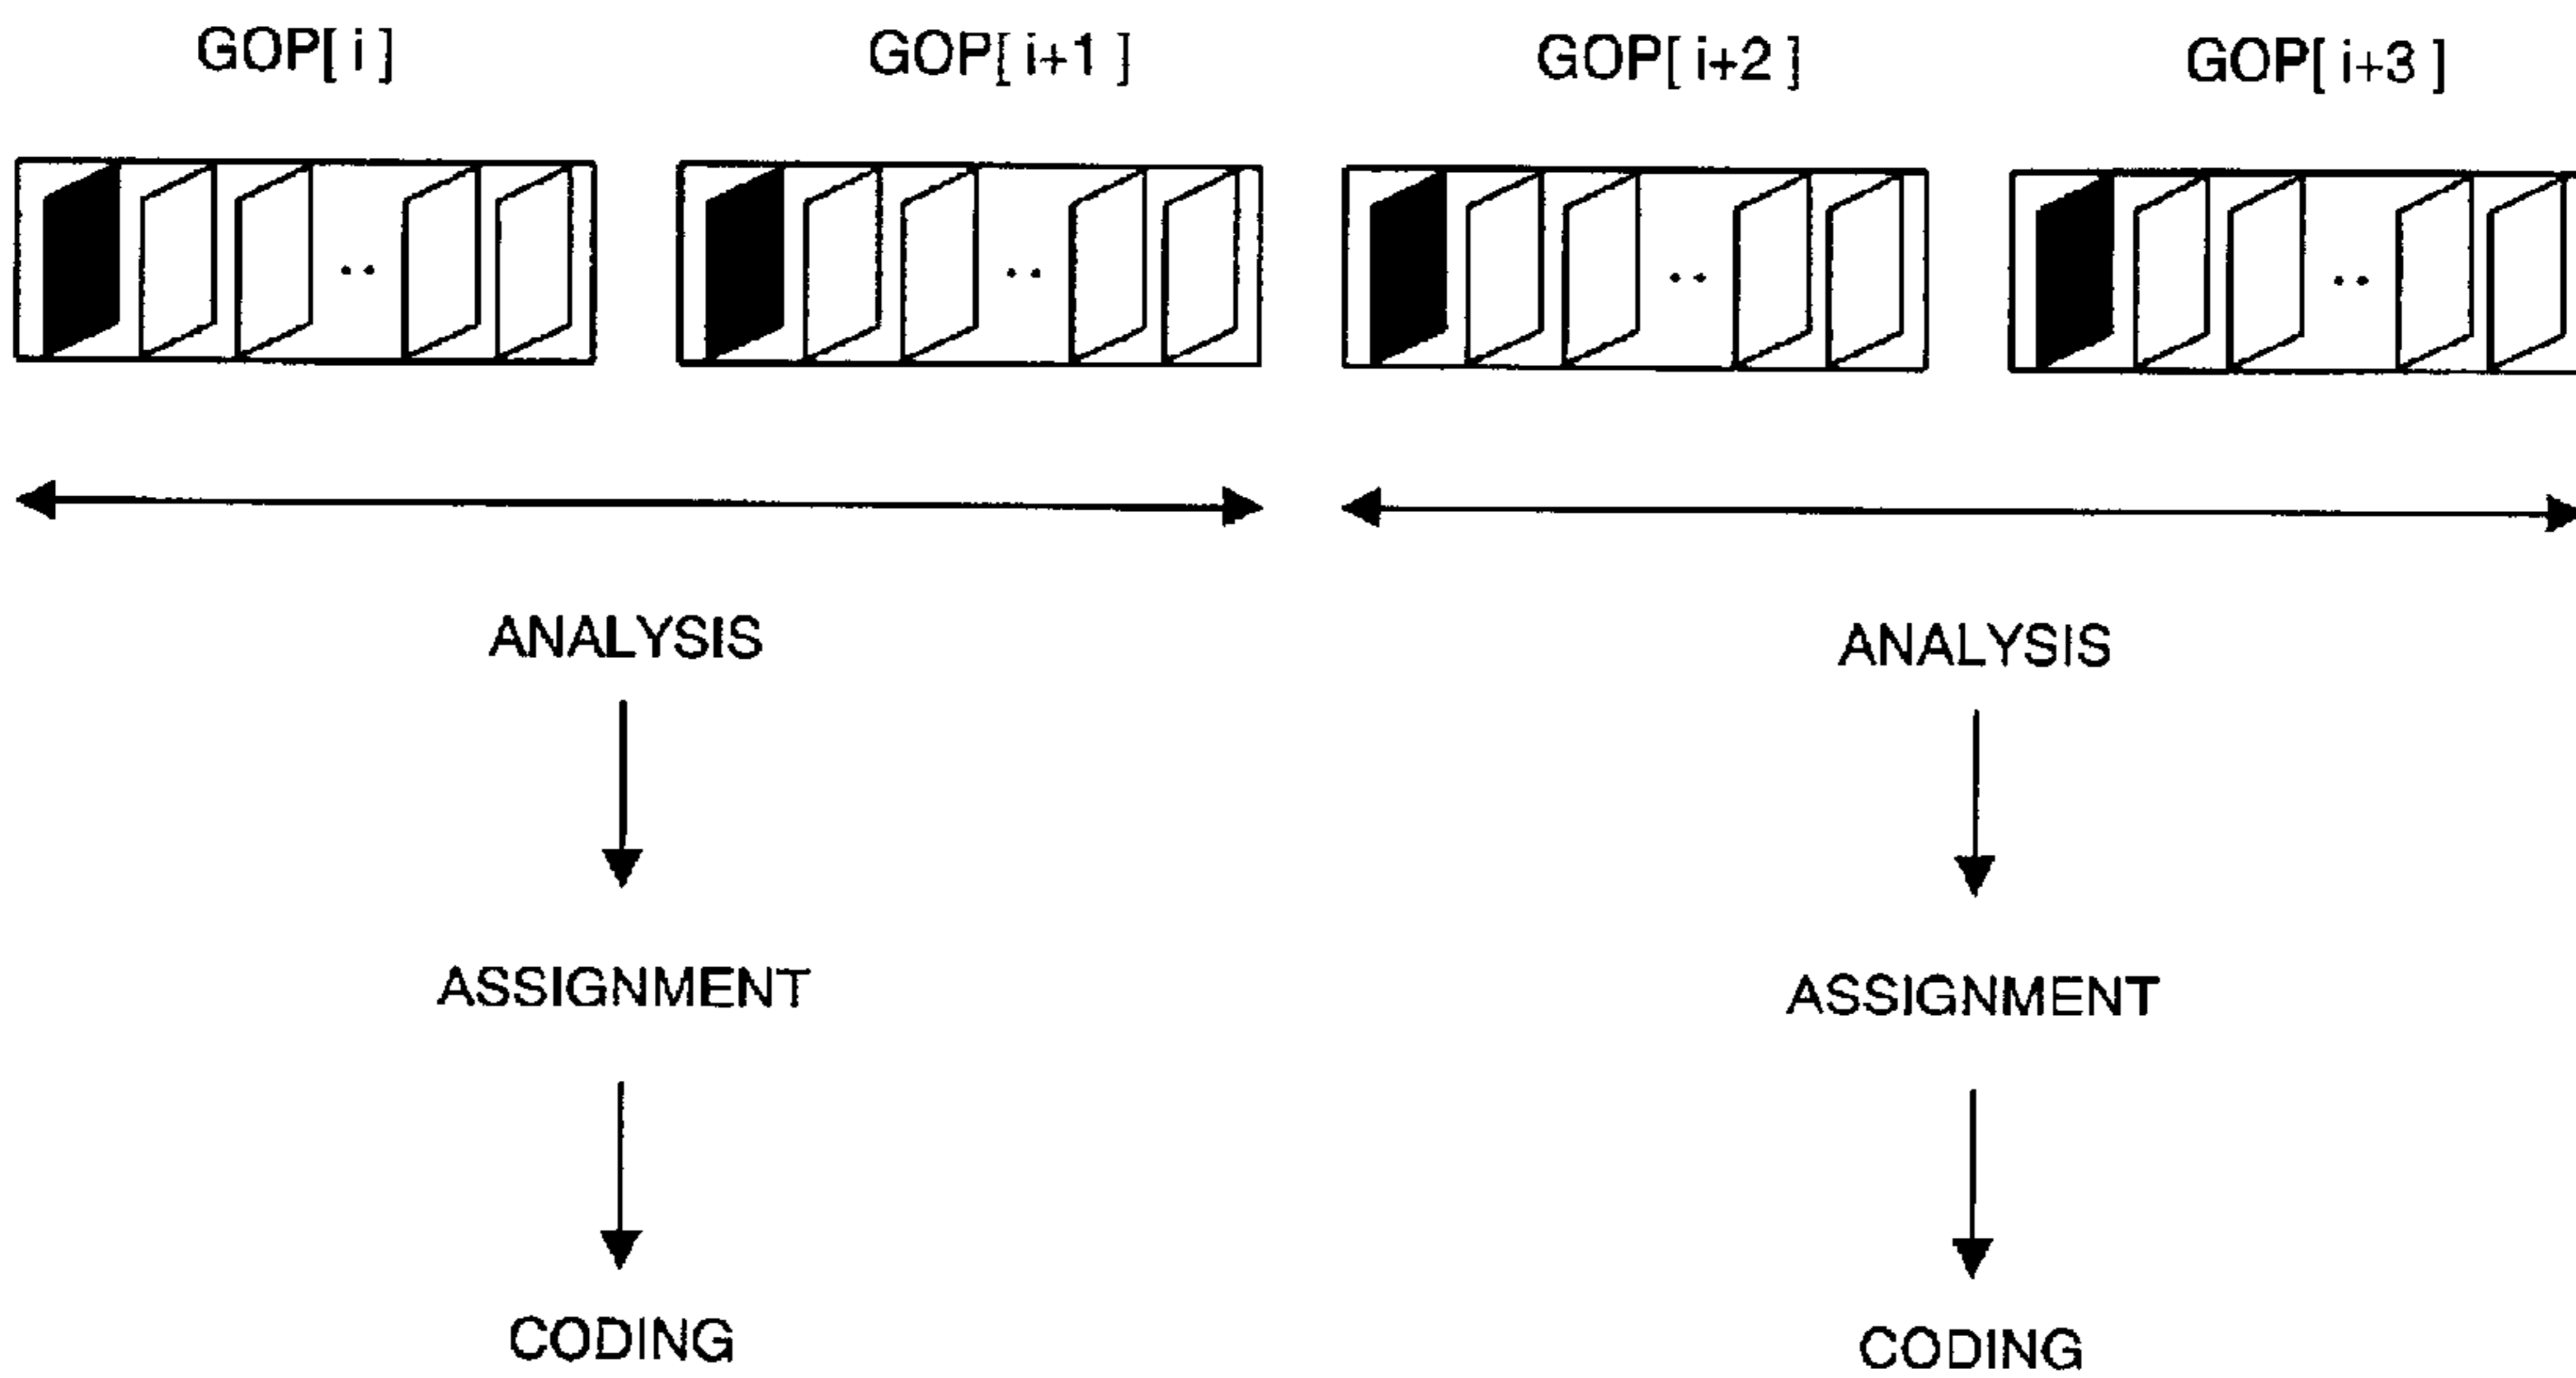 GOP[ i ] GOP[ i+1 ] GOP[ i+2 ] GOP[ i+3 ]
.. .. .. ..
ANALYSIS ANALYSIS
ASSIGNMENT ASSIGNMENT
CODING CODING